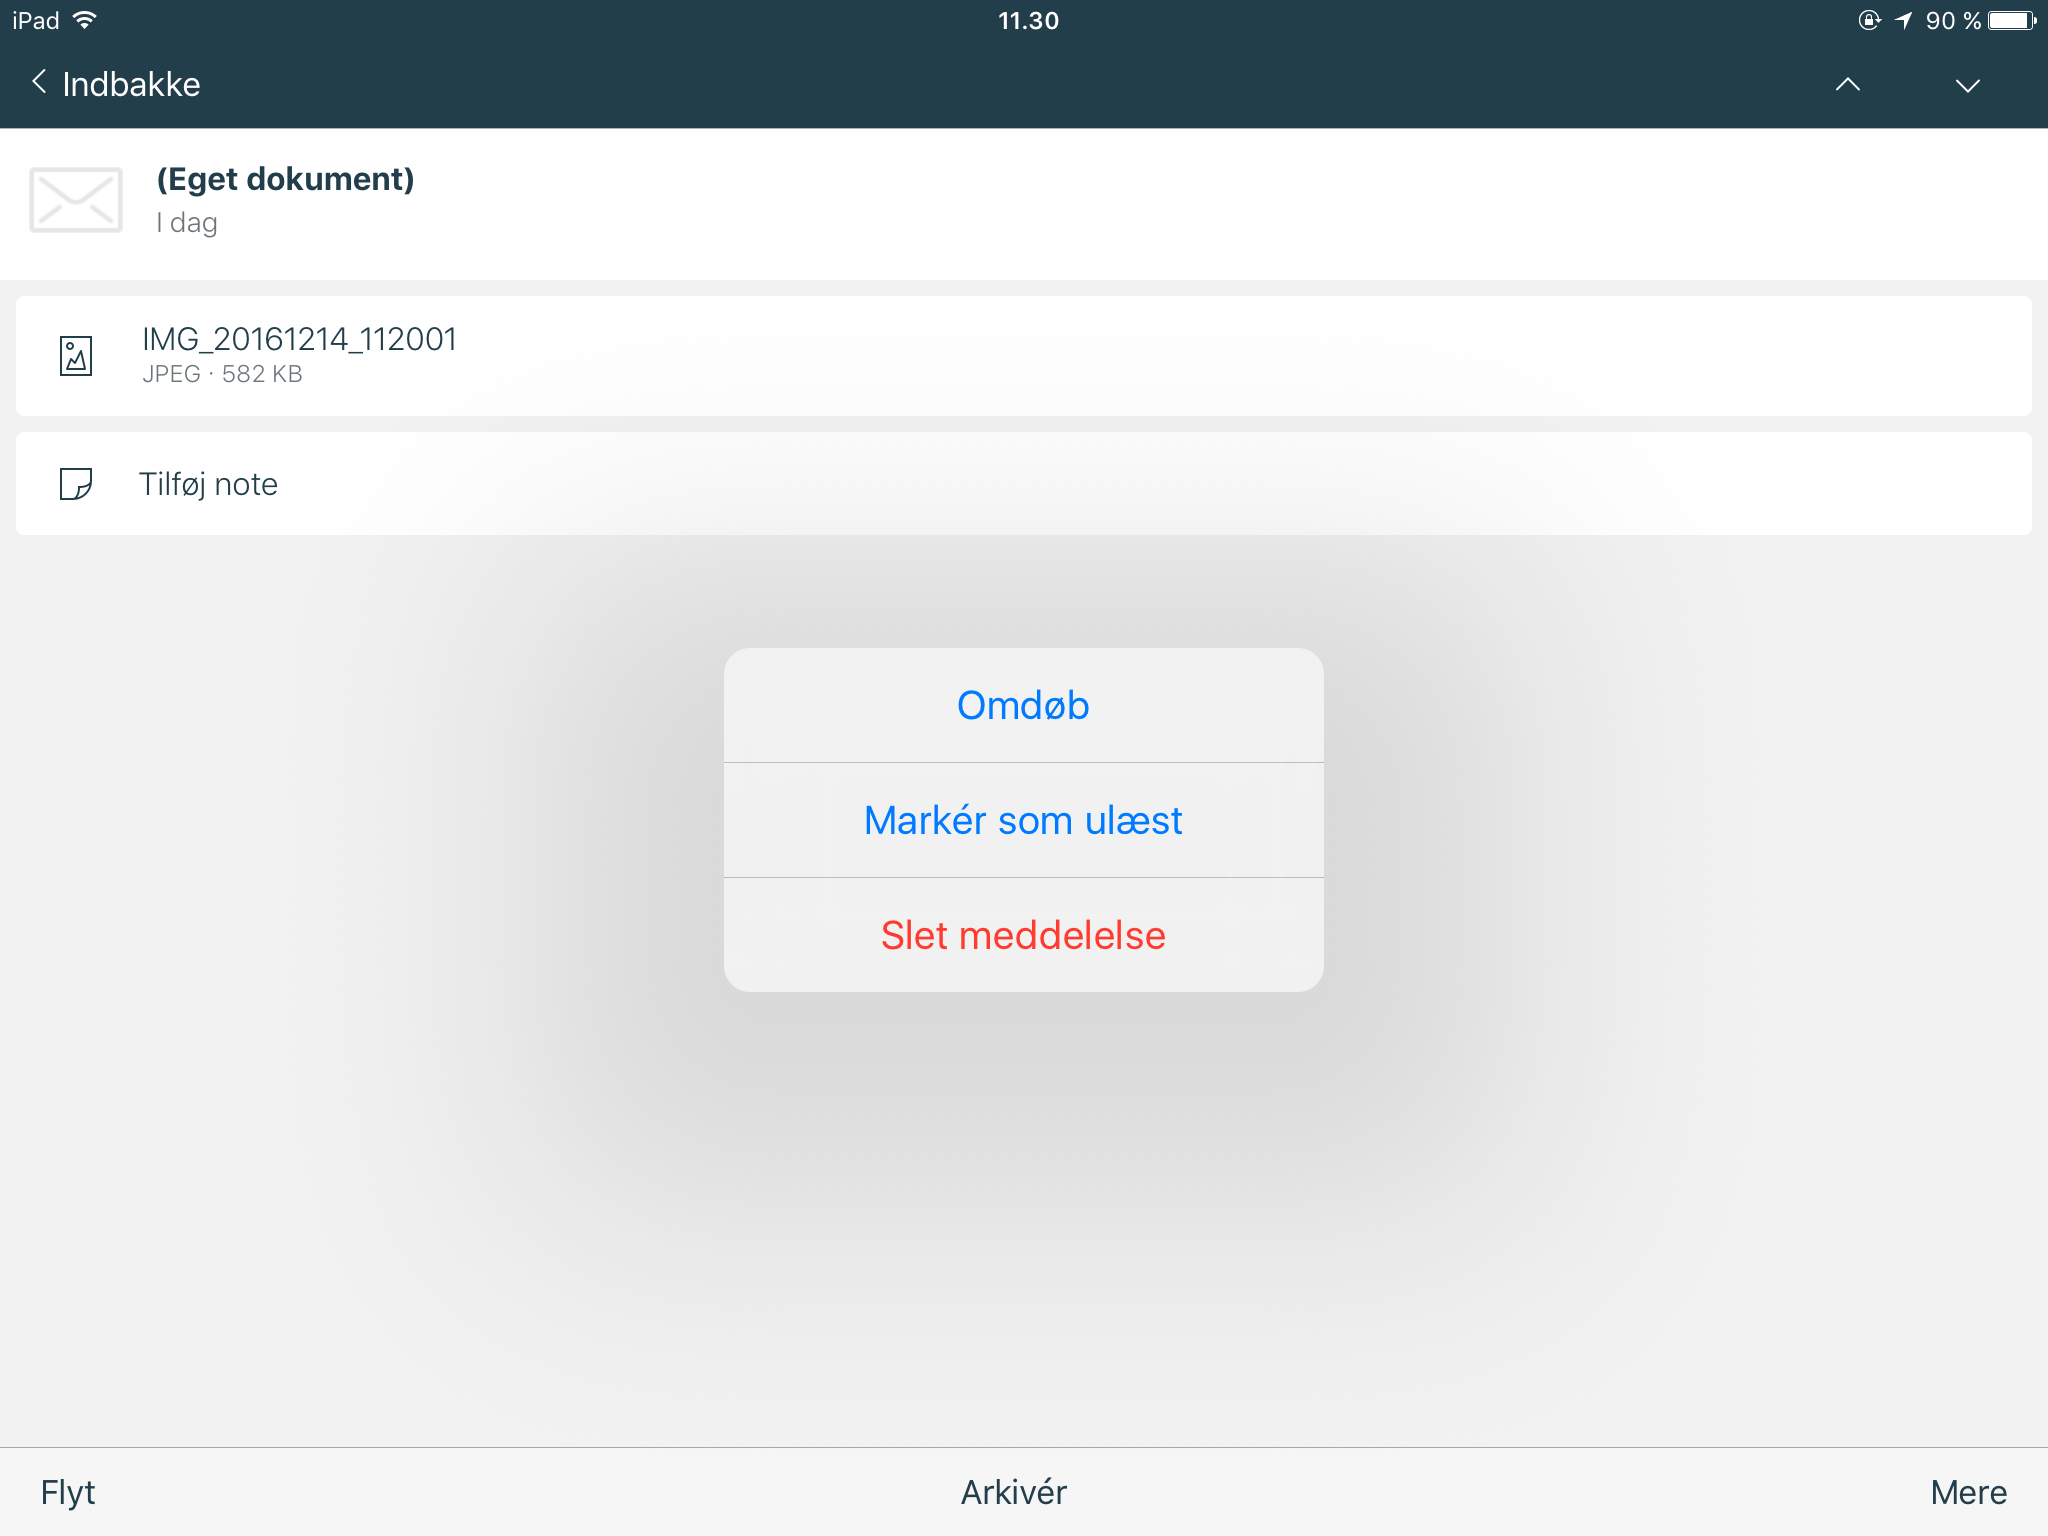 iPad 11.30 90 %
Indbakke
(Eget dokument)
I dag
IMG_20161214_112001
JPEG · 582 KB
Tilføj note
Omdøb
Markér som ulæst
Slet meddelelse
Flyt Arkivér Mere